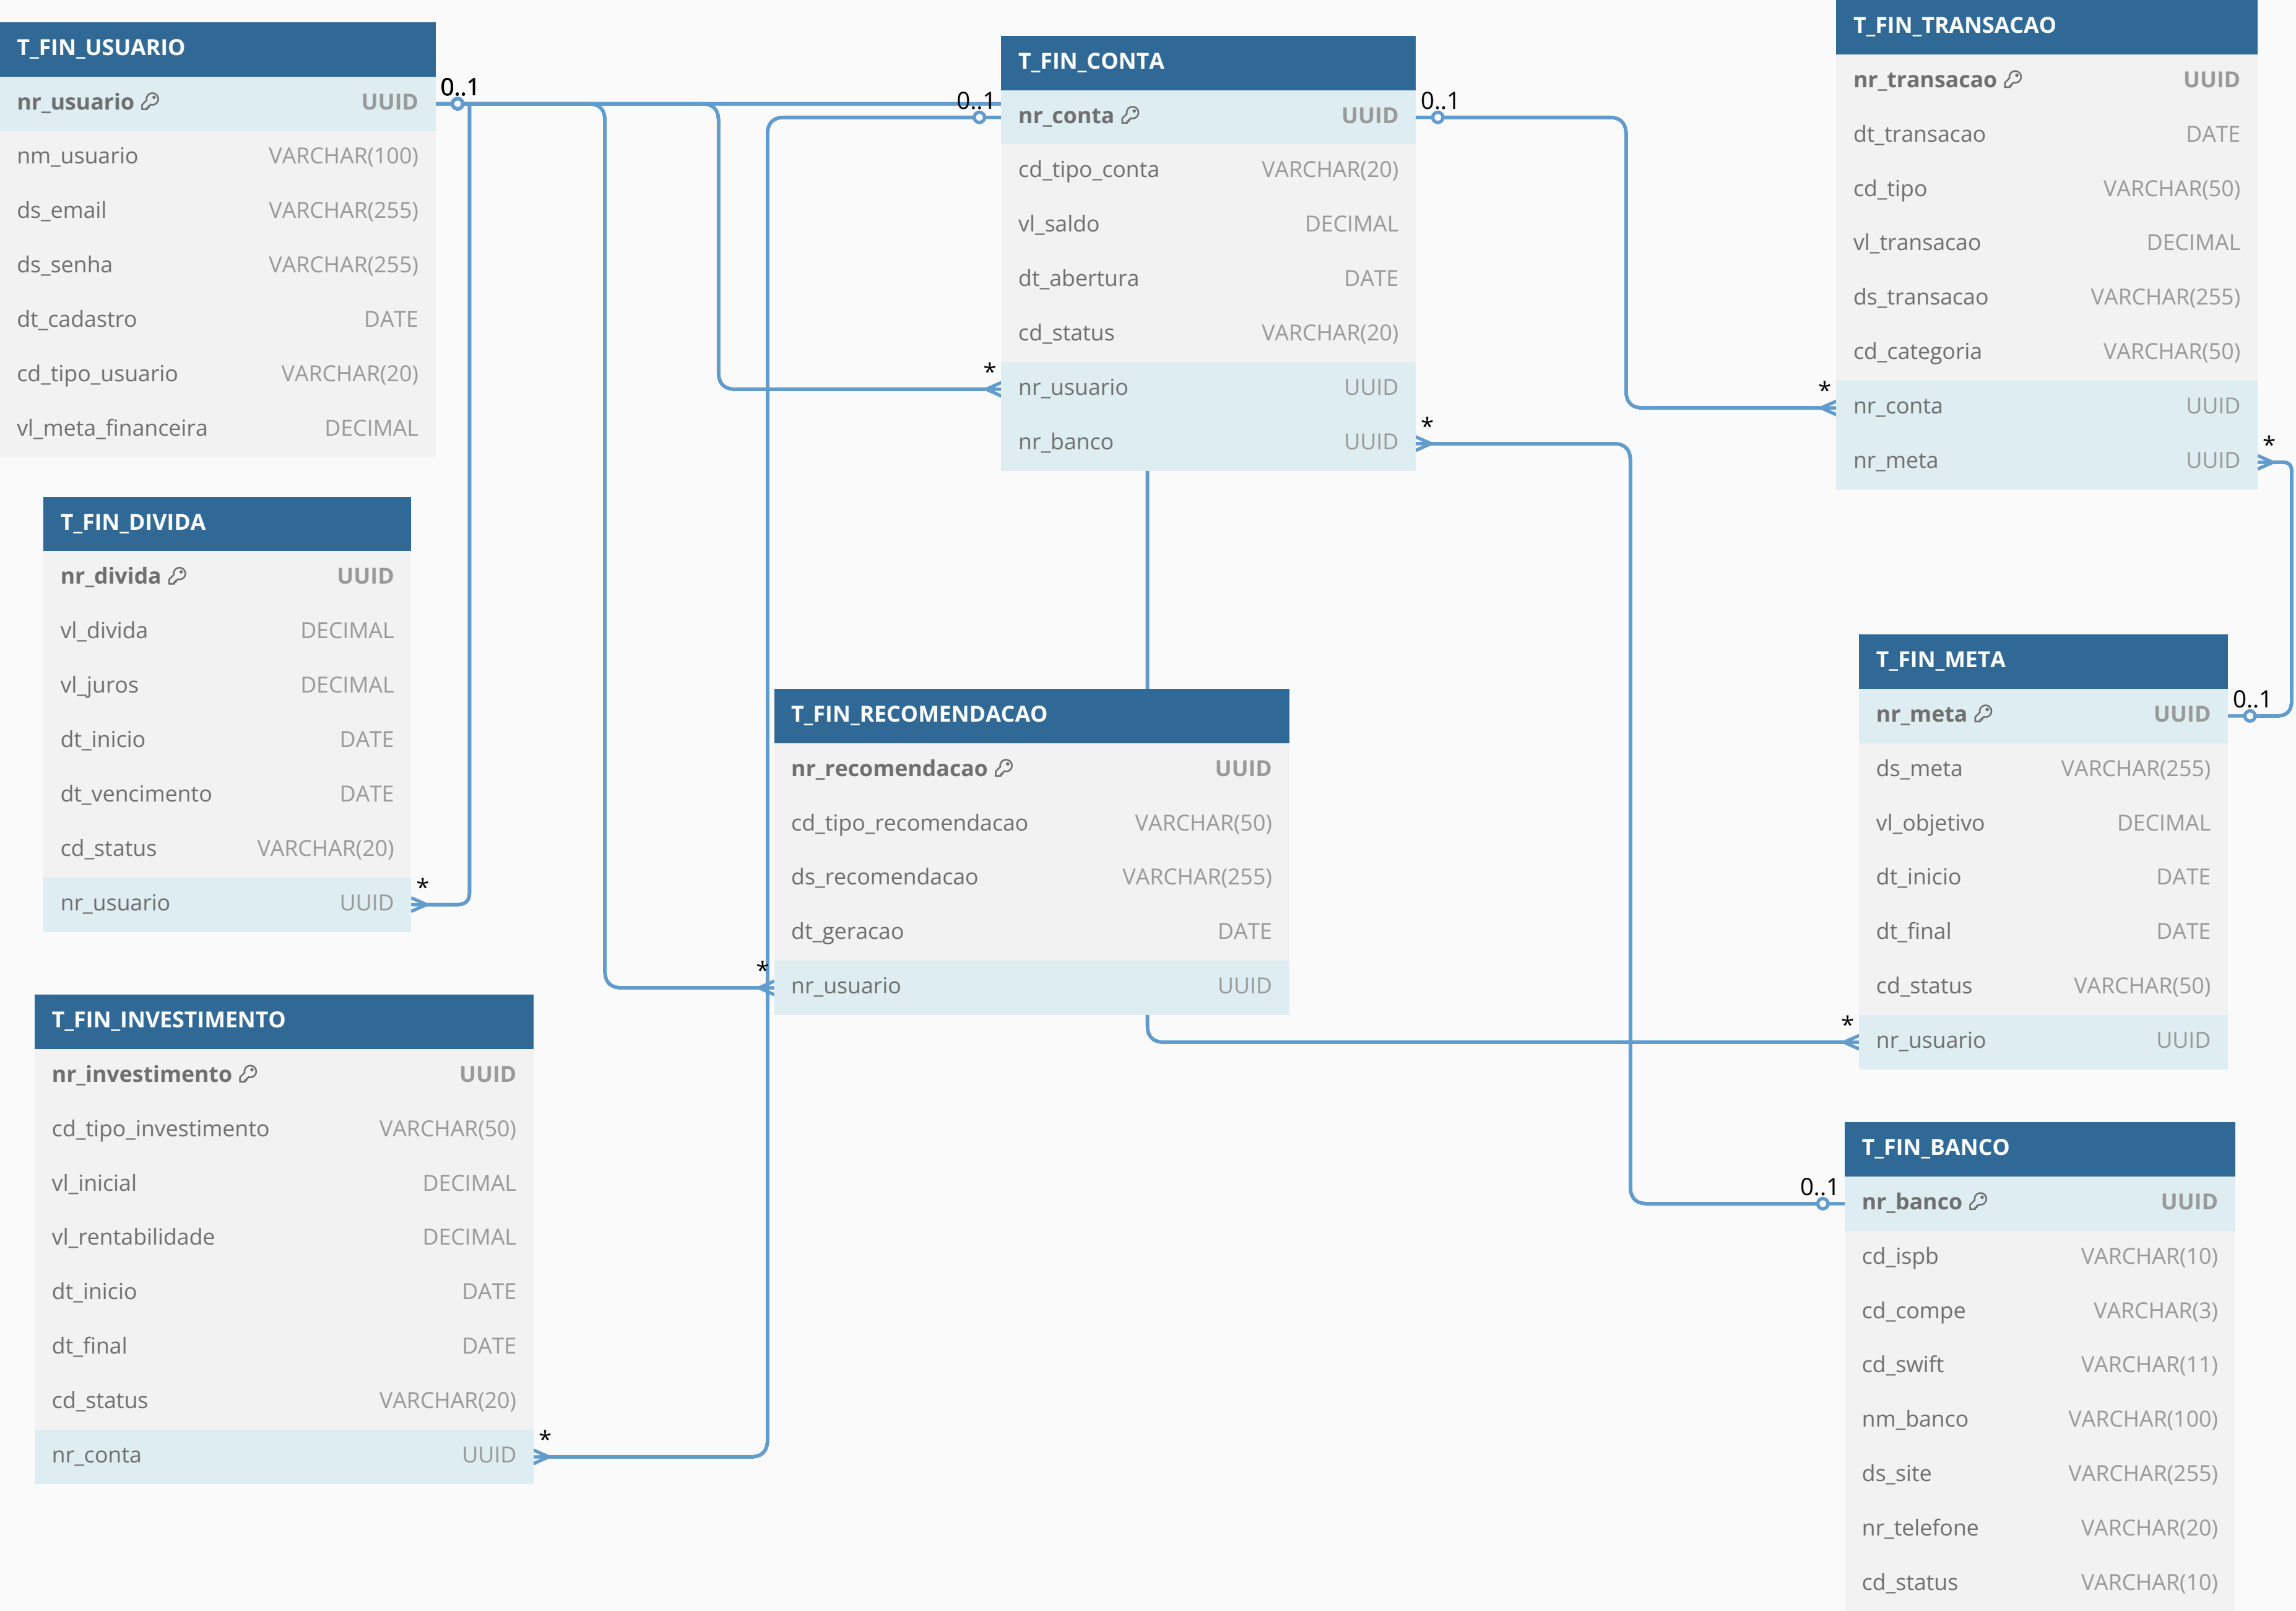 T_FIN_USUARIO
nr_usuario UUID
nm_usuario VARCHAR(100)
ds_email VARCHAR(255)
ds_senha VARCHAR(255)
dt_cadastro DATE
cd_tipo_usuario VARCHAR(20)
vl_meta_financeira DECIMAL
0..1
T_FIN_DIVIDA
nr_divida UUID
vl_divida DECIMAL
vl_juros DECIMAL
dt_inicio DATE
dt_vencimento DATE
cd_status VARCHAR(20)
nr_usuario UUID
*
T_FIN_INVESTIMENTO
nr_investimento UUID
cd_tipo_investimento VARCHAR(50)
vl_inicial DECIMAL
vl_rentabilidade DECIMAL
dt_inicio DATE
dt_final DATE
cd_status VARCHAR(20)
nr_conta UUID
*
T_FIN_CONTA
0..1
nr_conta UUID
0..1
cd_tipo_conta VARCHAR(20)
vl_saldo DECIMAL
dt_abertura DATE
cd_status VARCHAR(20)
*
nr_usuario UUID
nr_banco UUID
*
T_FIN_RECOMENDACAO
nr_recomendacao UUID
cd_tipo_recomendacao VARCHAR(50)
ds_recomendacao VARCHAR(255)
dt_geracao DATE
*
nr_usuario UUID
T_FIN_TRANSACAO
nr_transacao UUID
dt_transacao DATE
cd_tipo VARCHAR(50)
vl_transacao DECIMAL
ds_transacao VARCHAR(255)
cd_categoria VARCHAR(50)
*
nr_conta UUID
nr_meta UUID
*
T_FIN_META
nr_meta UUID
0..1
ds_meta VARCHAR(255)
vl_objetivo DECIMAL
dt_inicio DATE
dt_final DATE
cd_status VARCHAR(50)
*
nr_usuario UUID
T_FIN_BANCO
0..1
nr_banco UUID
cd_ispb VARCHAR(10)
cd_compe VARCHAR(3)
cd_swift VARCHAR(11)
nm_banco VARCHAR(100)
ds_site VARCHAR(255)
nr_telefone VARCHAR(20)
cd_status VARCHAR(10)